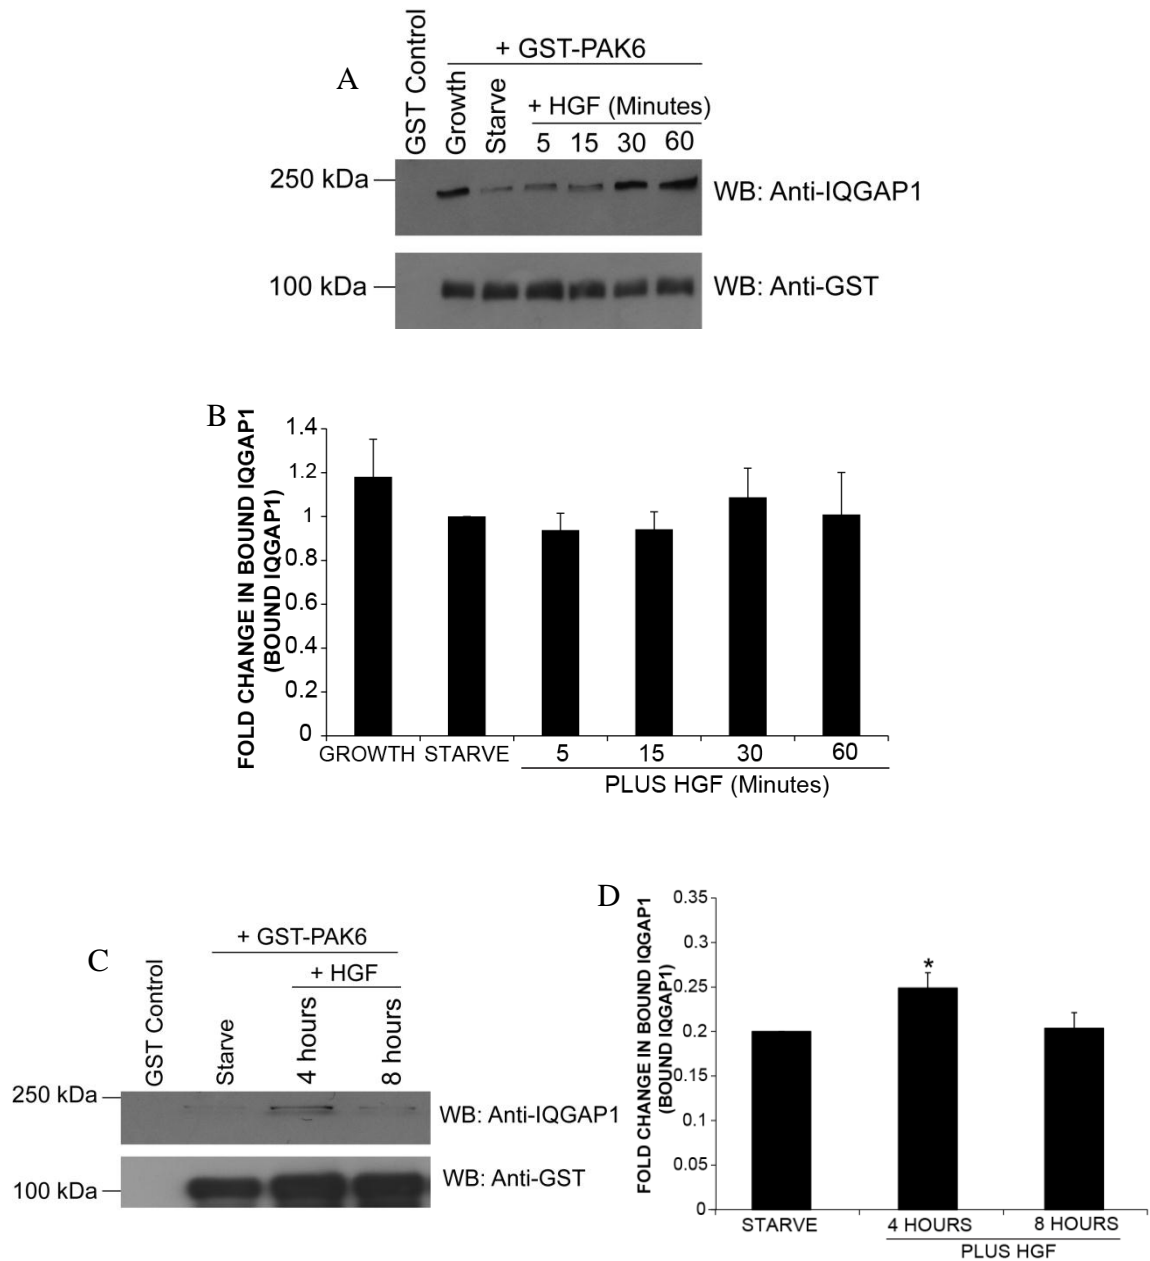 A
GST Control
+ GST-PAK6
Growth
Starve
+ HGF (Minutes)
5 15 30 60
250 kDa
WB: Anti-IQGAP1
100 kDa
WB: Anti-GST
B
FOLD CHANGE IN BOUND IQGAP1
(BOUND IQGAP1)
1.4
1.2
1
0.8
0.6
0.4
0.2
0
GROWTH STARVE 5 15 30 60
PLUS HGF (Minutes)
C
GST Control
+ GST-PAK6
+ HGF
Starve
4 hours
8 hours
250 kDa
WB: Anti-IQGAP1
100 kDa
WB: Anti-GST
D
FOLD CHANGE IN BOUND IQGAP1
(BOUND IQGAP1)
0.35
0.3
0.25
0.2
0.15
0.1
0.05
0
*
STARVE 4 HOURS 8 HOURS
PLUS HGF